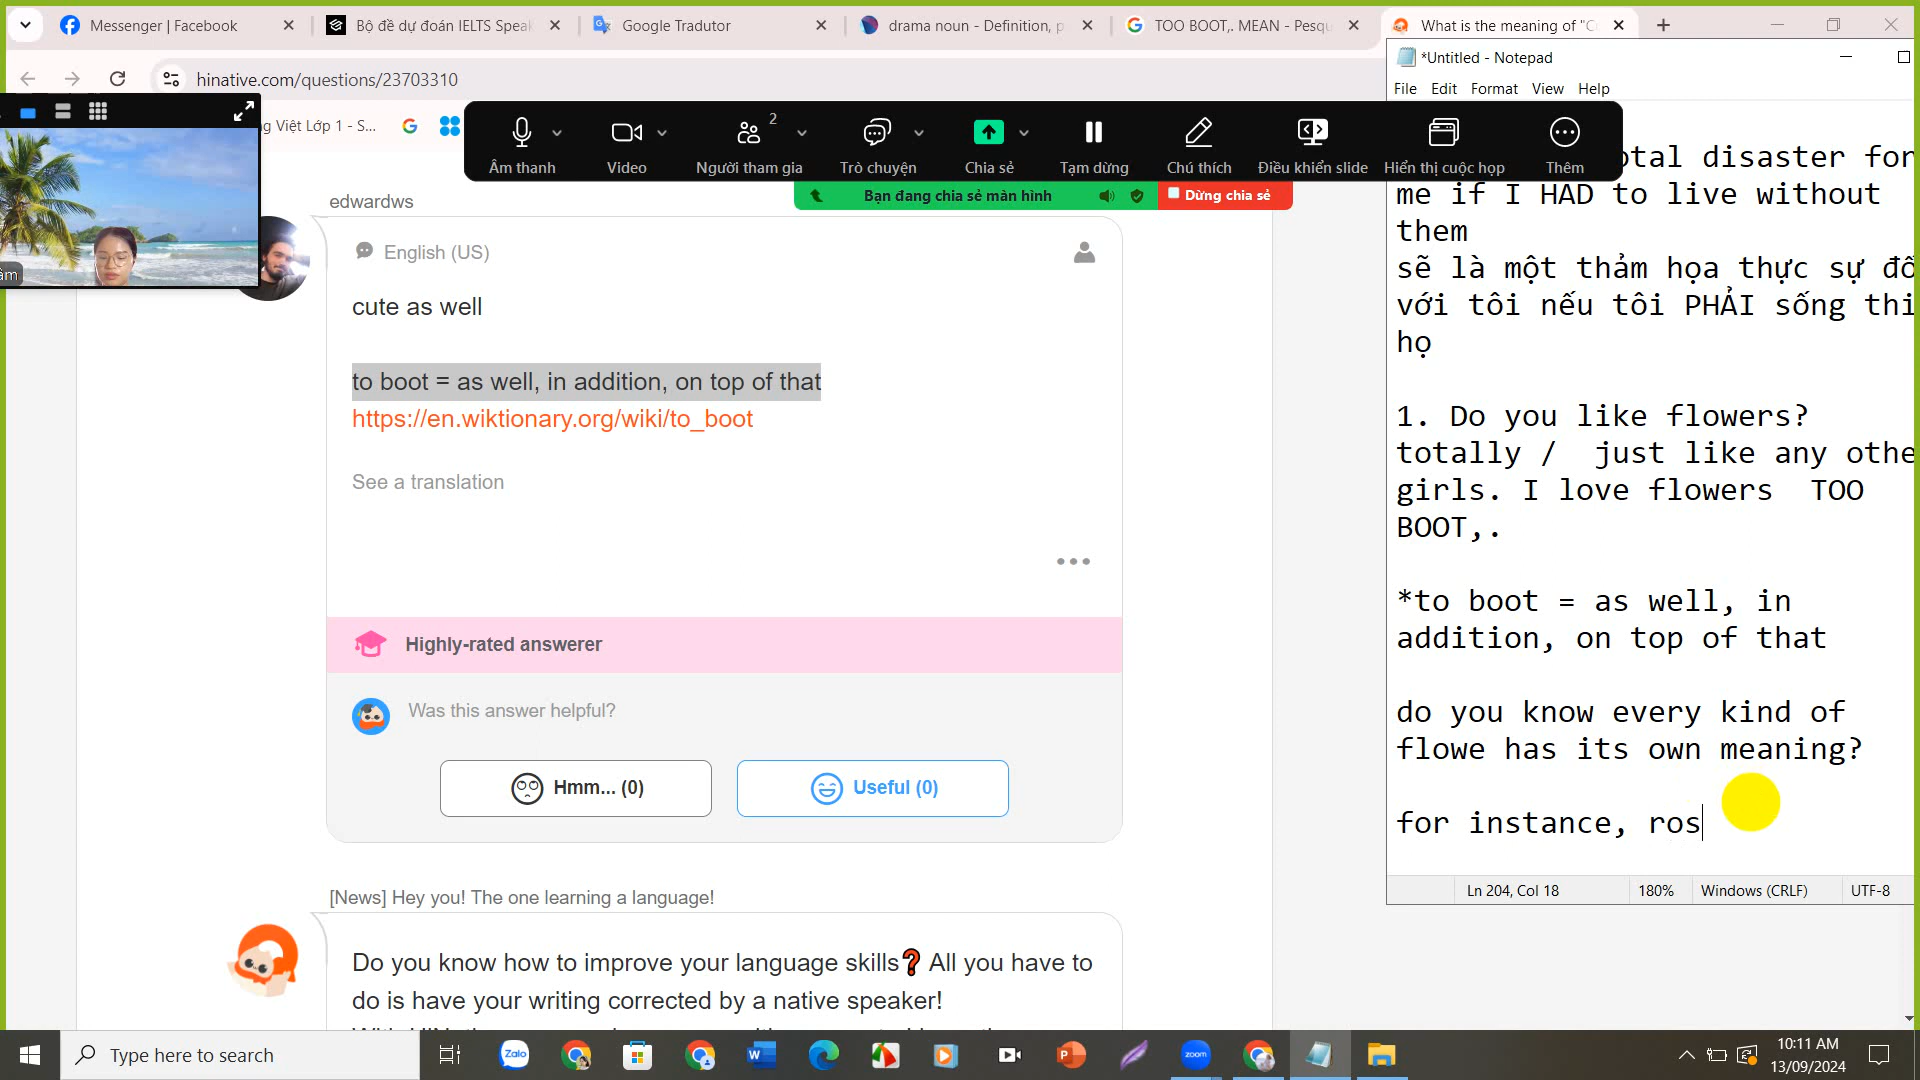 Messenger | Facebook
Bộ đề dự đoán IELTS Speak
Google Tradutor
drama noun - Definition, p
TOO BOOT,. MEAN - Pesqu
What is the meaning of "C
hinative.com/questions/23703310
*Untitled - Notepad
File Edit Format View Help
ng Việt Lớp 1 - S...
2
Âm thanh
Video
Người tham gia
Trò chuyện
Chia sẻ
Tạm dừng
Chú thích
Điều khiển slide
Hiển thị cuộc họp
Thêm
Bạn đang chia sẻ màn hình
Dừng chia sẻ
âm
edwardws
English (US)
cute as well
to boot = as well, in addition, on top of that
https://en.wiktionary.org/wiki/to_boot
See a translation
Highly-rated answerer
Was this answer helpful?
Hmm... (0)
Useful (0)
[News] Hey you! The one learning a language!
Do you know how to improve your language skills❓ All you have to
do is have your writing corrected by a native speaker!
otal disaster for
me if I HAD to live without
them
sẽ là một thảm họa thực sự đố
với tôi nếu tôi PHẢI sống thi
họ
1. Do you like flowers?
totally / just like any othe
girls. I love flowers TOO
BOOT,.
*to boot = as well, in
addition, on top of that
do you know every kind of
flowe has its own meaning?
for instance, ros
Ln 204, Col 18
180%
Windows (CRLF)
UTF-8
Type here to search
Zalo
zoom
10:11 AM
13/09/2024